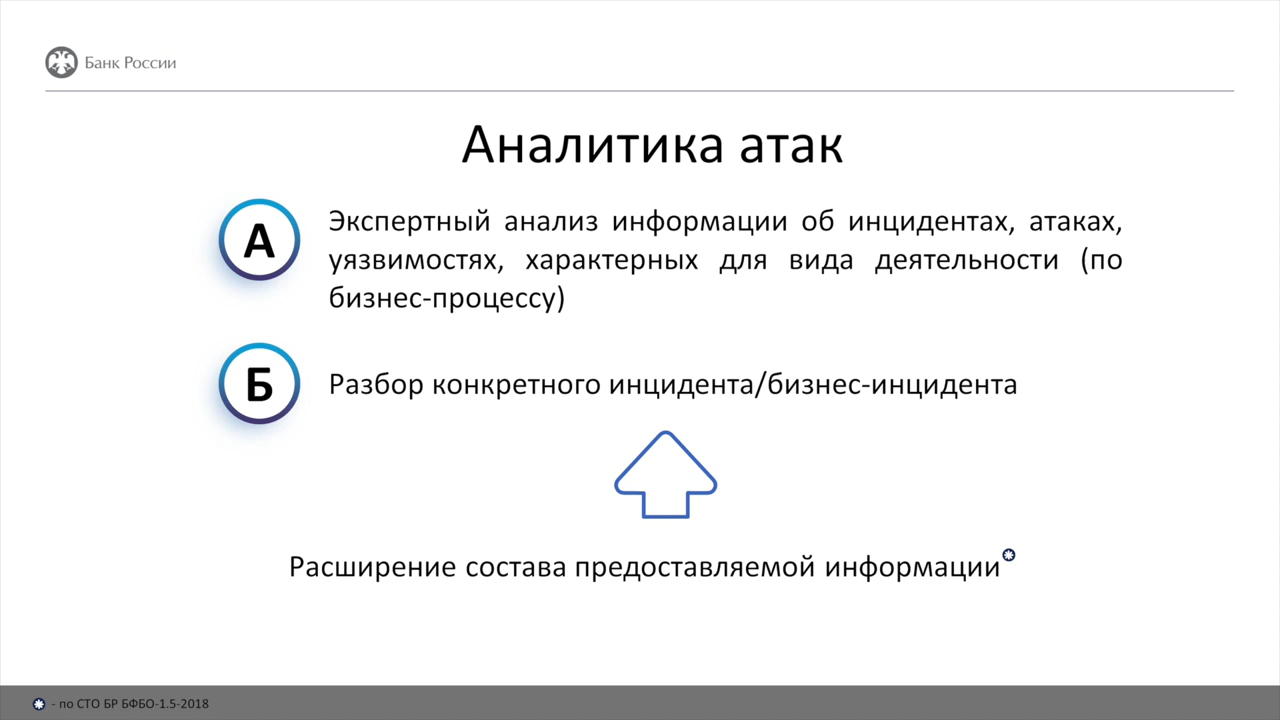 Банк России
Аналитика атак
А
Экспертный анализ информации об инцидентах, атаках,
уязвимостях, характерных для вида деятельности (по
бизнес-процессу)
Б
Разбор конкретного инцидента/бизнес-инцидента
Расширение состава предоставляемой информации
- по СТО БР БФБО-1.5-2018